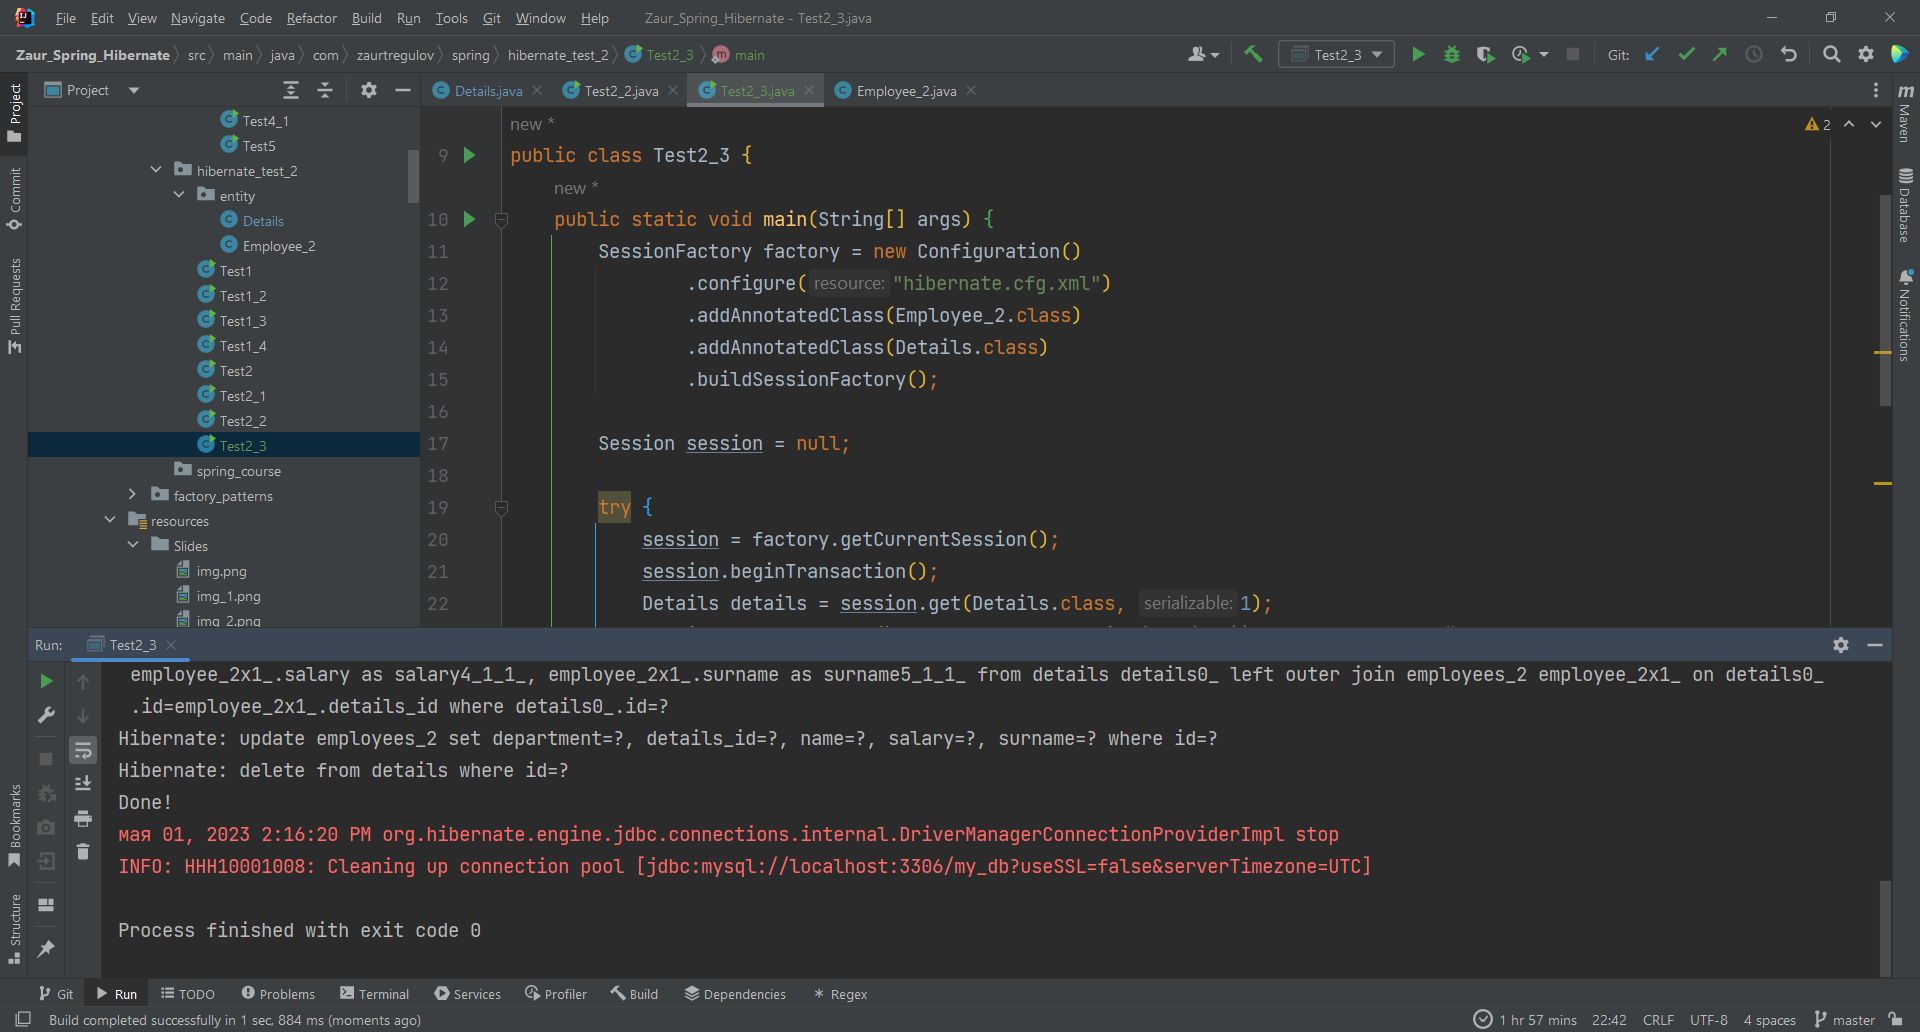 File Edit View Navigate Code Refactor Build Run Tools Git Window Help Zaur_Spring_Hibernate - Test2_3.java
Zaur_Spring_Hibernate src main java com zaurtregulov spring hibernate_test_2 Test2_3 main Test2_3 Git:
Project
Details.java Test2_2.java Test2_3.java Employee_2.java
Project
Commit
Pull Requests
Bookmarks
Structure
Test4_1
Test5
hibernate_test_2
entity
Details
Employee_2
Test1
Test1_2
Test1_3
Test1_4
Test2
Test2_1
Test2_2
Test2_3
spring_course
factory_patterns
resources
Slides
img.png
img_1.png
img_2.png
new *
2
9 public class Test2_3 {
new *
10 public static void main(String[] args) {
11 SessionFactory factory = new Configuration()
12 .configure( resource: "hibernate.cfg.xml")
13 .addAnnotatedClass(Employee_2.class)
14 .addAnnotatedClass(Details.class)
15 .buildSessionFactory();
16
17 Session session = null;
18
19 try {
20 session = factory.getCurrentSession();
21 session.beginTransaction();
22 Details details = session.get(Details.class, serializable: 1);
Maven
Database
Notifications
Run: Test2_3
employee_2x1_.salary as salary4_1_1_, employee_2x1_.surname as surname5_1_1_ from details details0_ left outer join employees_2 employee_2x1_ on details0_
.id=employee_2x1_.details_id where details0_.id=?
Hibernate: update employees_2 set department=?, details_id=?, name=?, salary=?, surname=? where id=?
Hibernate: delete from details where id=?
Done!
мая 01, 2023 2:16:20 PM org.hibernate.engine.jdbc.connections.internal.DriverManagerConnectionProviderImpl stop
INFO: HHH10001008: Cleaning up connection pool [jdbc:mysql://localhost:3306/my_db?useSSL=false&serverTimezone=UTC]
Process finished with exit code 0
Git Run TODO Problems Terminal Services Profiler Build Dependencies Regex
Build completed successfully in 1 sec, 884 ms (moments ago) 1 hr 57 mins 22:42 CRLF UTF-8 4 spaces master